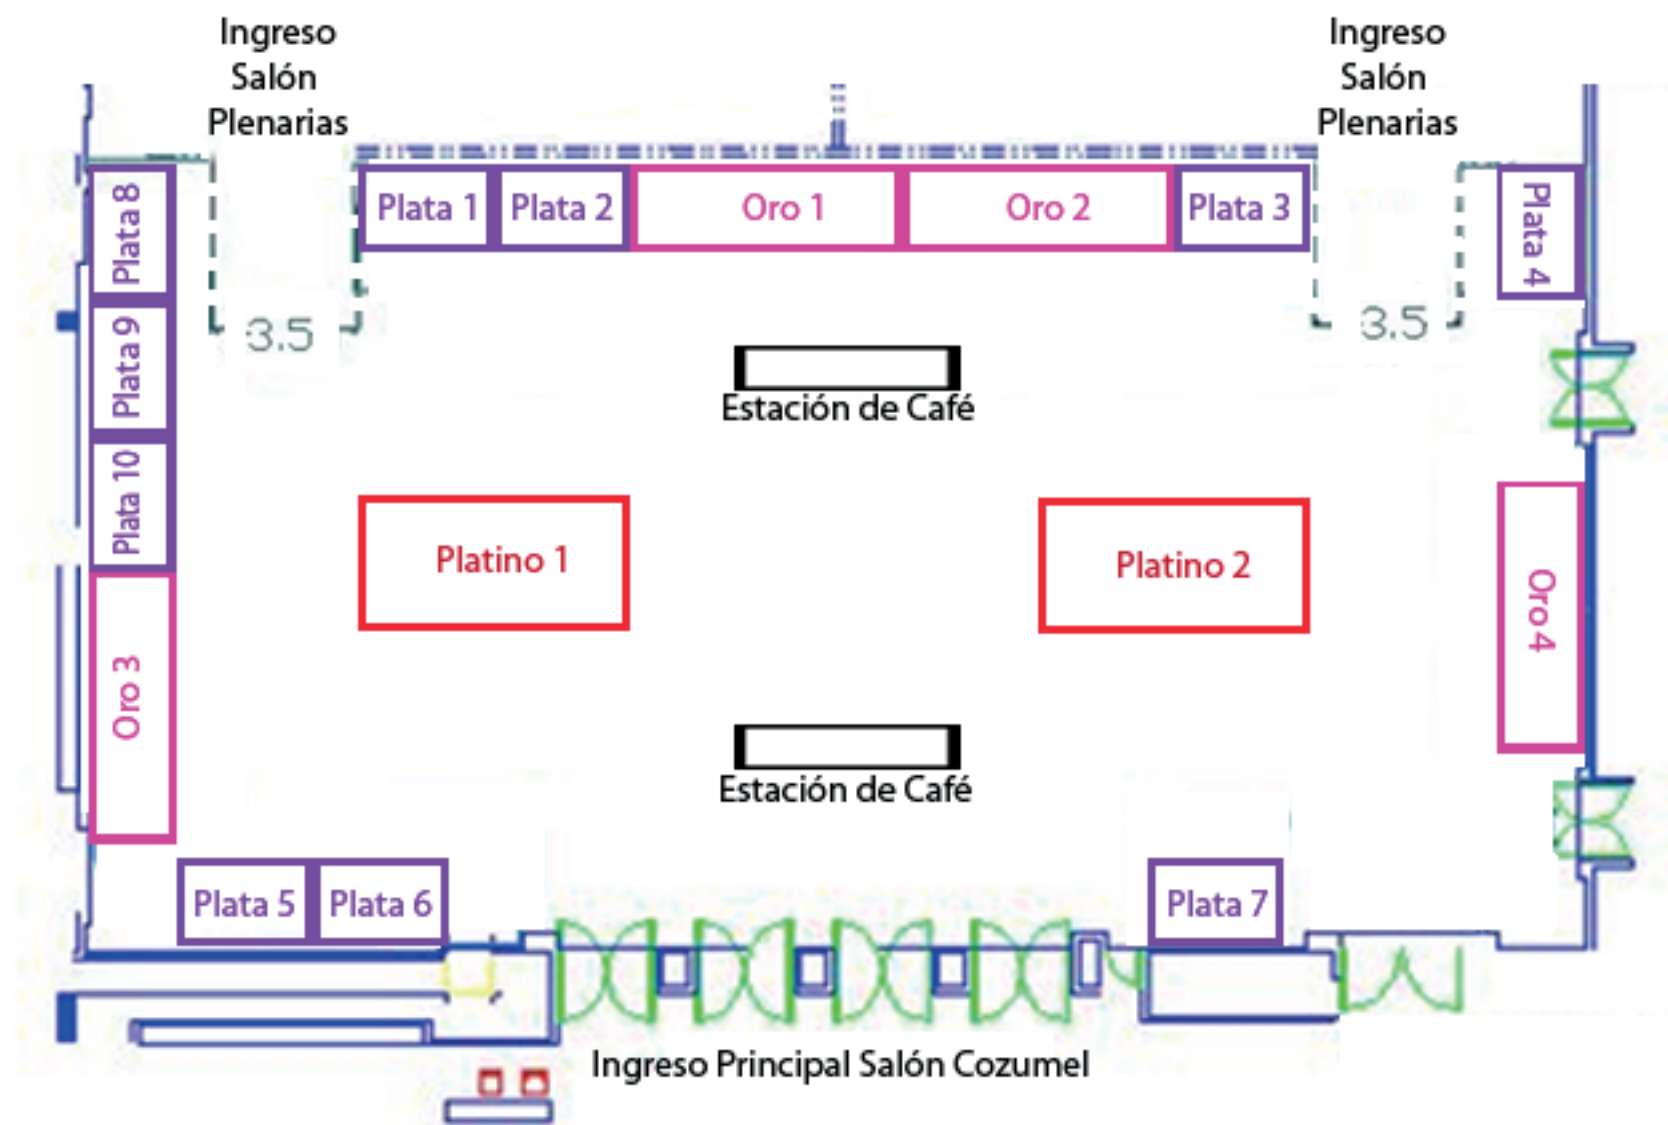 Ingreso
Salón
Plenarias
Ingreso
Salón
Plenarias
Plata 8
Plata 1
Plata 2
Oro 1
Oro 2
Plata 3
Plata 4
3.5
3.5
Plata 9
Estación de Café
Plata 10
Platino 1
Platino 2
Oro 4
Oro 3
Estación de Café
Plata 5
Plata 6
Plata 7
Ingreso Principal Salón Cozumel